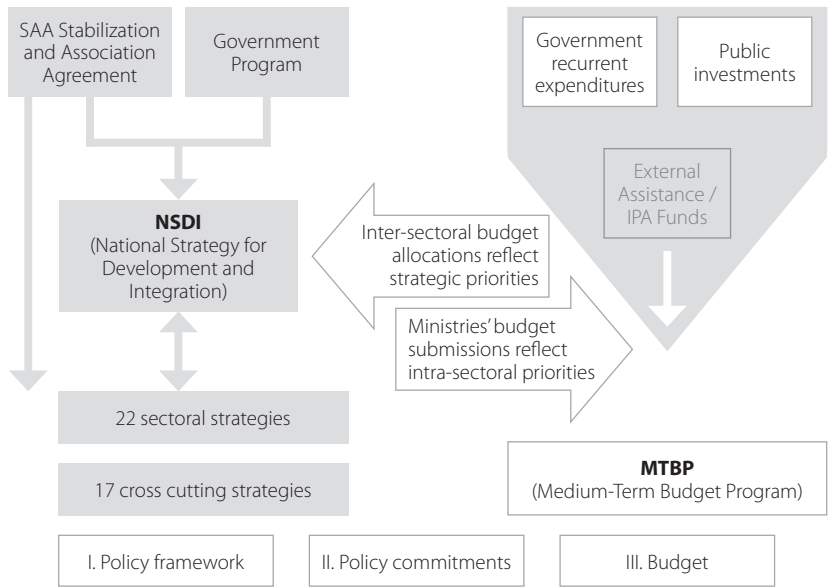 SAA Stabilization
and Association
Agreement
Government
Program
Government
recurrent
expenditures
Public
investments
External
Assistance /
IPA Funds
NSDI
(National Strategy for
Development and
Integration)
Inter-sectoral budget
allocations reflect
strategic priorities
Ministries’ budget
submissions reflect
intra-sectoral priorities
22 sectoral strategies
17 cross cutting strategies
MTBP
(Medium-Term Budget Program)
I. Policy framework
II. Policy commitments
III. Budget